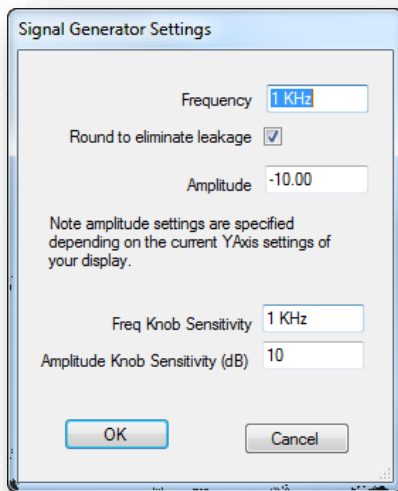 Signal Generator Settings
Frequency 1 KHz
Round to eliminate leakage
Amplitude -10.00
Note amplitude settings are specified
depending on the current YAxis settings of
your display.
Freq Knob Sensitivity 1 KHz
Amplitude Knob Sensitivity (dB) 10
OK Cancel